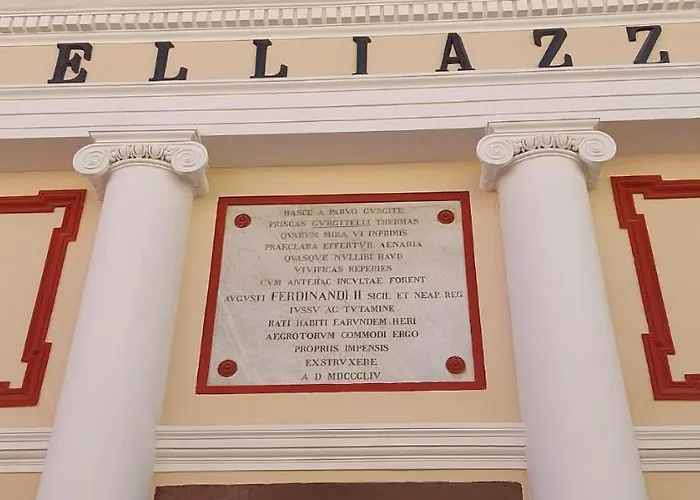 ELLIAZZ
HASCE A PARVO GVRGITE
PRISCAS GVRGITELLI THERMAS
QVARVM MIRA VI INPRIMIS
PRAECLARA EFFERTVR AENARIA
QVASQVE NVLLIBI HAVD
VIVIFICAS REPERIES
CVM ANTEHAC INCVLTAE FORENT
AVGVSTI FERDINANDI II SICIL ET NEAP REG
IVSSV AC TVTAMINE
RATI HABITI EARVNDEM HERI
AEGROTORVM COMMODI ERGO
PROPRIIS IMPENSIS
EXSTRVXERE
A D MDCCCLIV